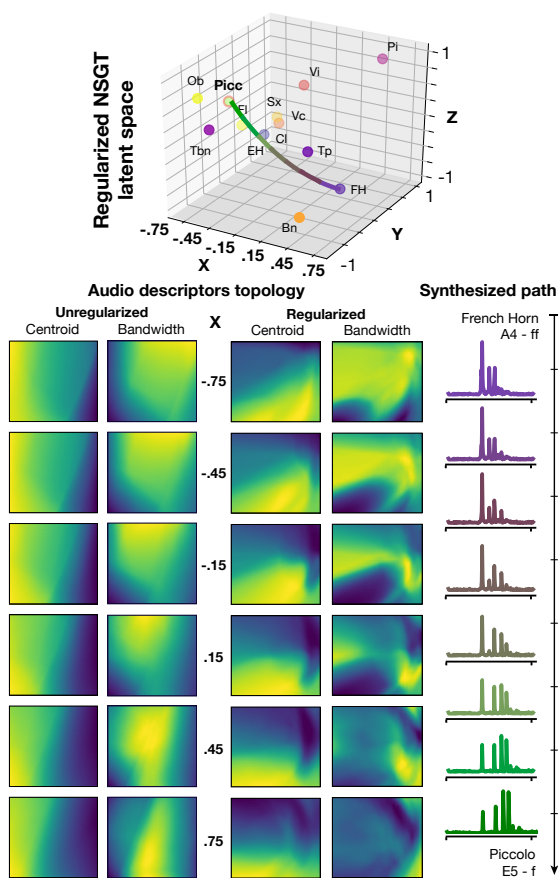 Regularized NSGT
latent space
Pi
Ob
Picc
Vi
Fl
Sx
Vc
Tbn
EH
Cl
Tp
FH
Bn
1
Z
-1
1
Y
-1
-.75
-.45
-.15
.15
.45
.75
X
Audio descriptors topology
Synthesized path
Unregularized
X
Regularized
Centroid
Bandwidth
Centroid
Bandwidth
French Horn
A4 - ff
-.75
-.45
-.15
.15
.45
.75
Piccolo
E5 - f